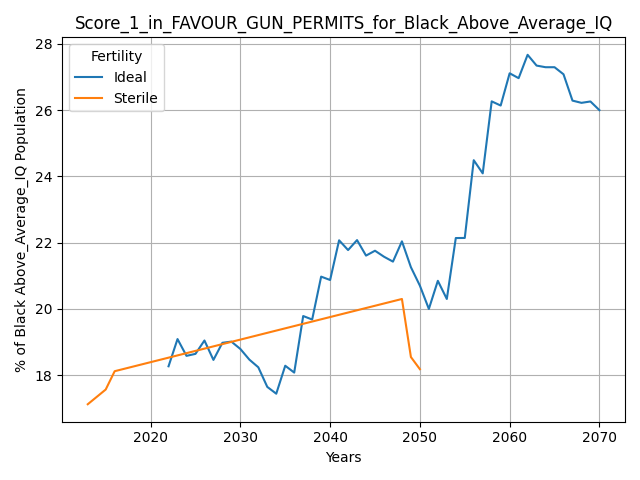 Score_1_in_FAVOUR_GUN_PERMITS_for_Black_Above_Average_IQ
Fertility
Ideal
Sterile
% of Black Above_Average_IQ Population
28
26
24
22
20
18
2020 2030 2040 2050 2060 2070
Years